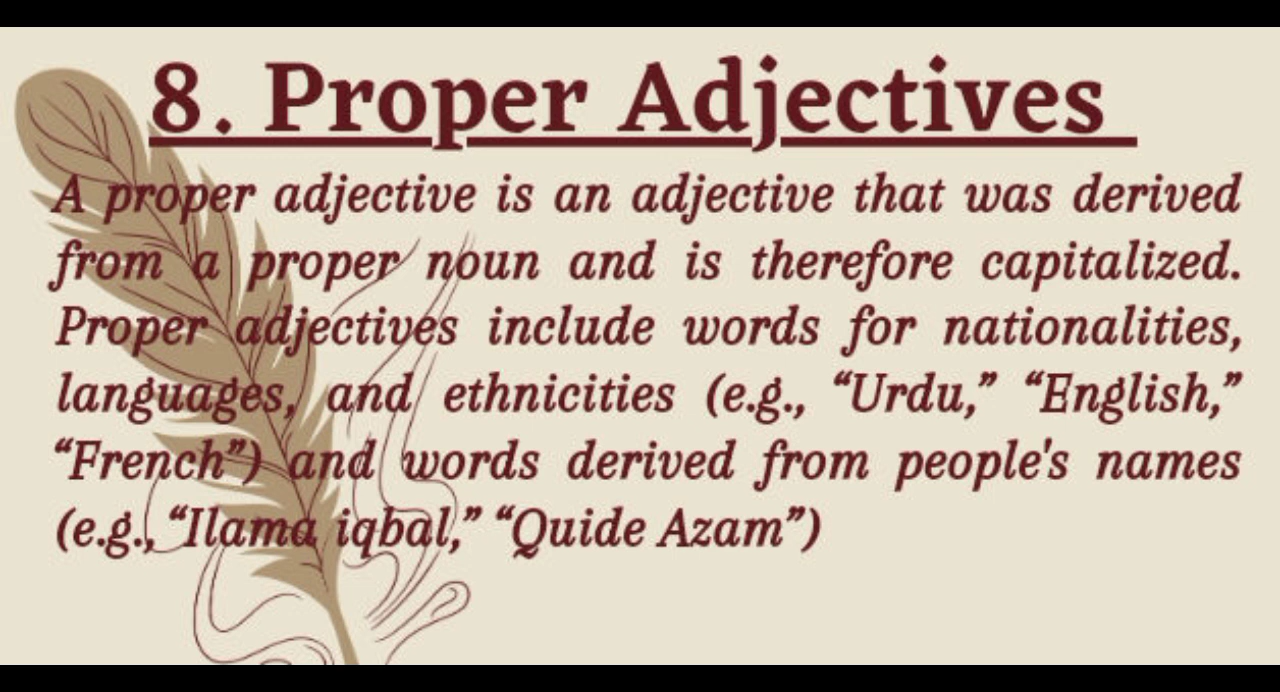 8. Proper Adjectives
A proper adjective is an adjective that was derived
from a proper noun and is therefore capitalized.
Proper adjectives include words for nationalities,
languages, and ethnicities (e.g., “Urdu,” “English,”
“French”) and words derived from people's names
(e.g., “Ilama iqbal,” “Quide Azam”)